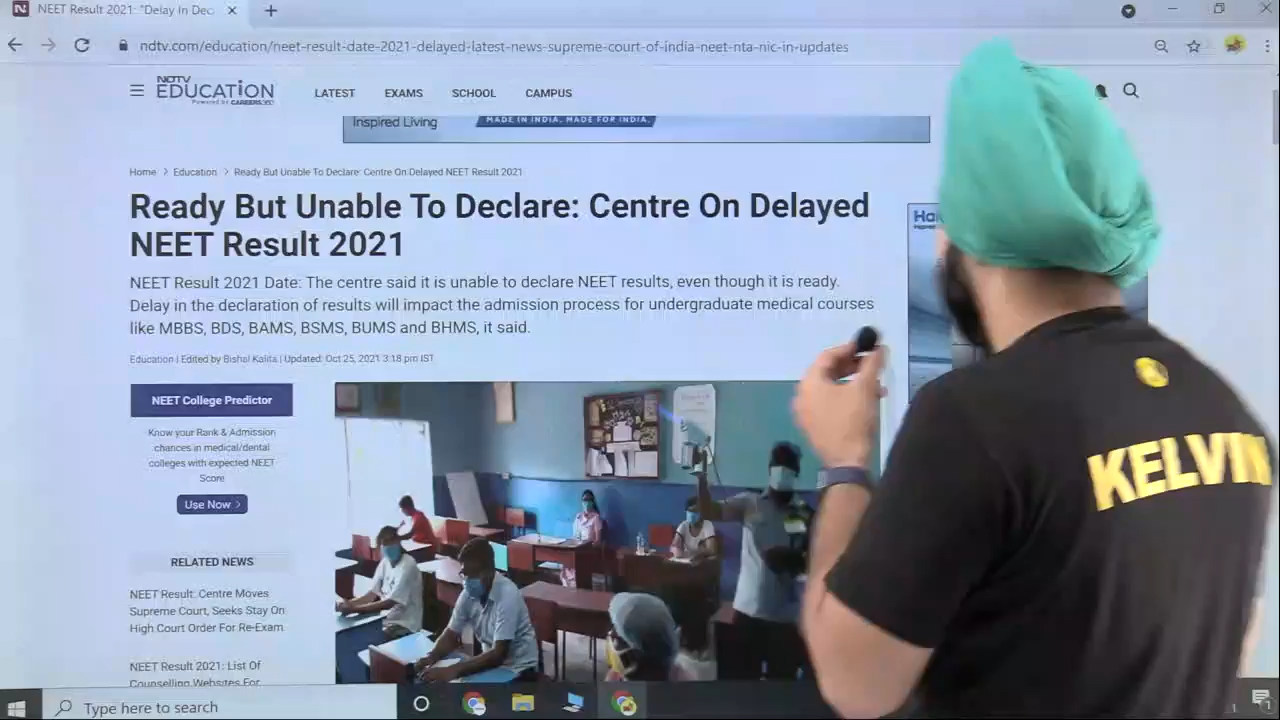 NEET Result 2021: "Delay In Dec
ndtv.com/education/neet-result-date-2021-delayed-latest-news-supreme-court-of-india-neet-nta-nic-in-updates
NDTV
EDUCATION
Powered by CAREERS360
LATEST EXAMS SCHOOL CAMPUS
Inspired Living
MADE IN INDIA. MADE FOR INDIA.
Home > Education > Ready But Unable To Declare: Centre On Delayed NEET Result 2021
Ready But Unable To Declare: Centre On Delayed
NEET Result 2021
NEET Result 2021 Date: The centre said it is unable to declare NEET results, even though it is ready.
Delay in the declaration of results will impact the admission process for undergraduate medical courses
like MBBS, BDS, BAMS, BSMS, BUMS and BHMS, it said.
Education | Edited by Bishal Kalita | Updated: Oct 25, 2021 3:18 pm IST
NEET College Predictor
Know your Rank & Admission
chances in medical/dental
colleges with expected NEET
Score
Use Now >
RELATED NEWS
NEET Result: Centre Moves
Supreme Court, Seeks Stay On
High Court Order For Re-Exam
NEET Result 2021: List Of
Counselling Websites For
KELVIN
Type here to search